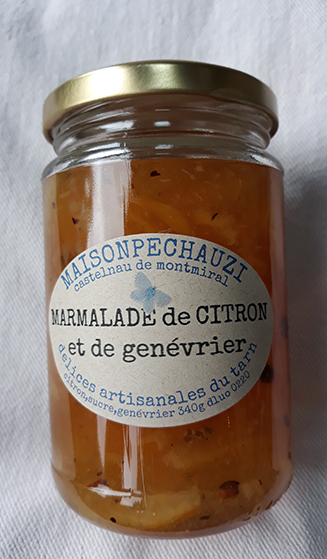 MAISONPECHAUZI
castelnau de montmiral
MARMALADE de CITRON
et de genévrier
délices artisanales du tarn
citron,sucre,genévrier 340g dluo 0220